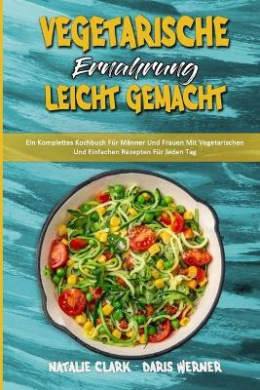 VEGETARISCHE
Ernahrung
LEICHT GEMACHT
Ein Komplettes Kochbuch Für Männer Und Frauen Mit Vegetarischen
Und Einfachen Rezepten Für Jeden Tag
NATALIE CLARK - DARIS WERNER